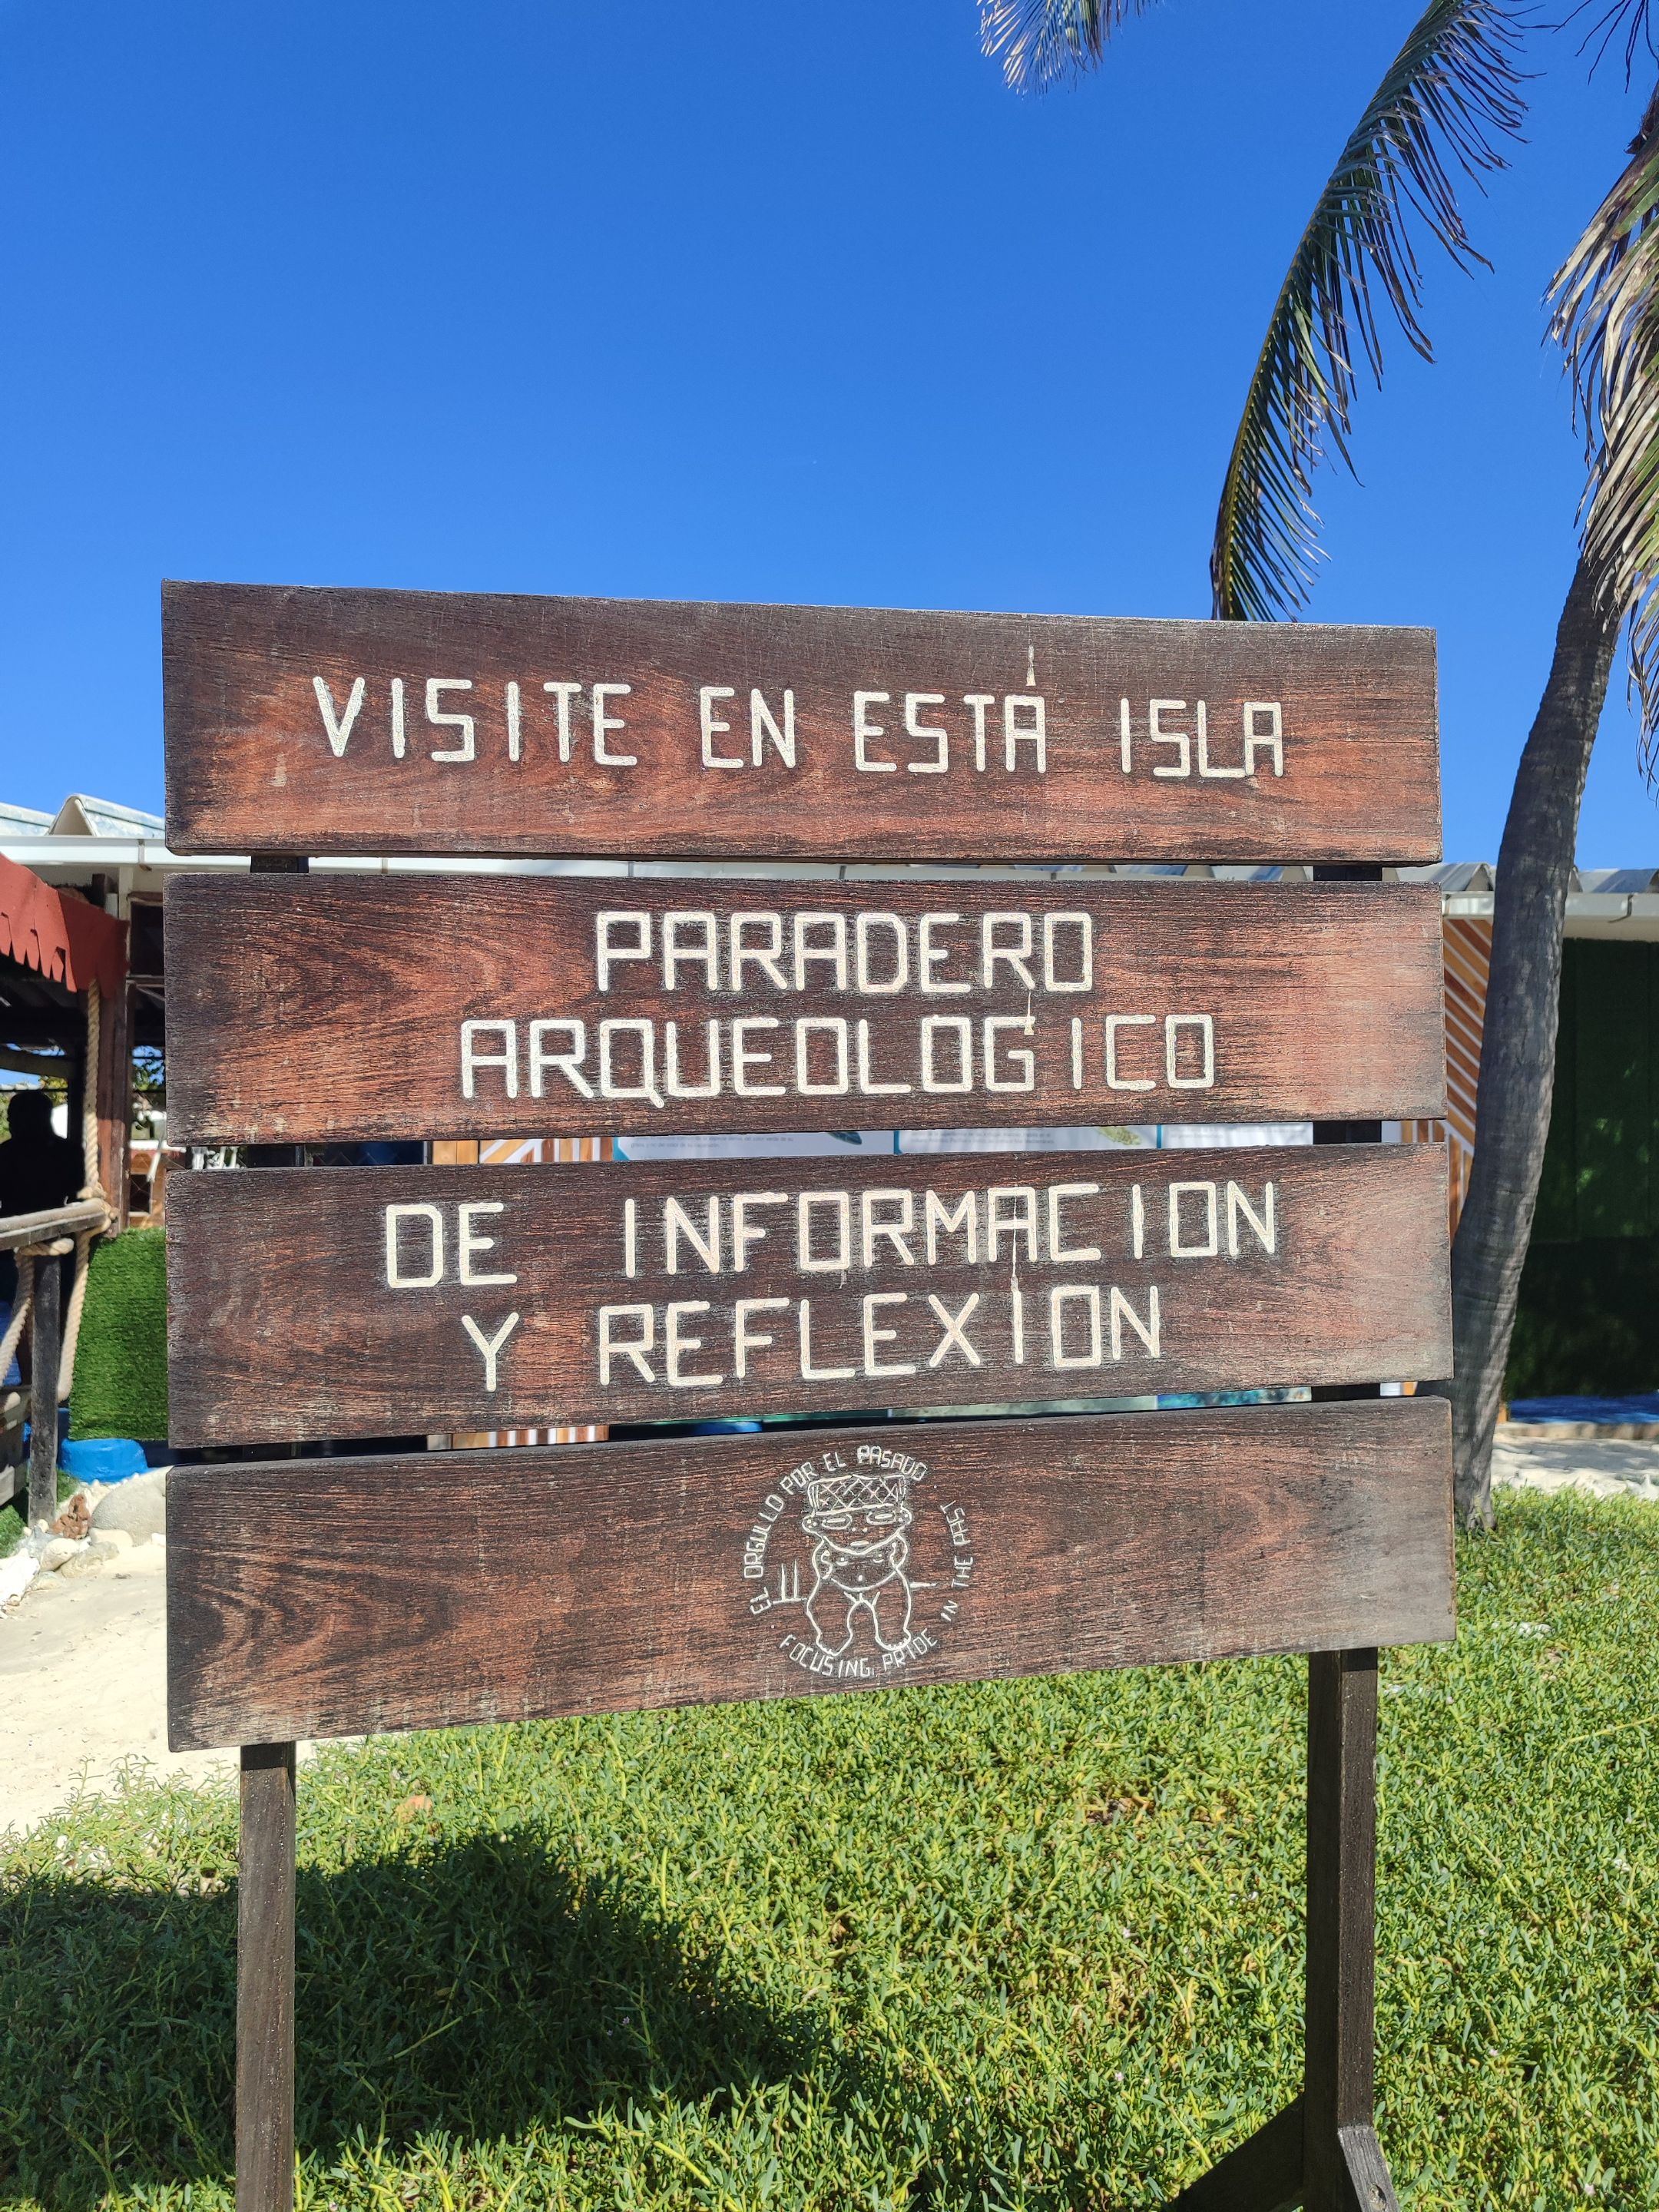 VISITE EN ESTA ISLA
PARADERO
ARQUEOLOGICO
DE INFORMACION
Y REFLEXION
EL ORGULLO POR EL PASADO
FOCUSING PRIDE IN THE PAST